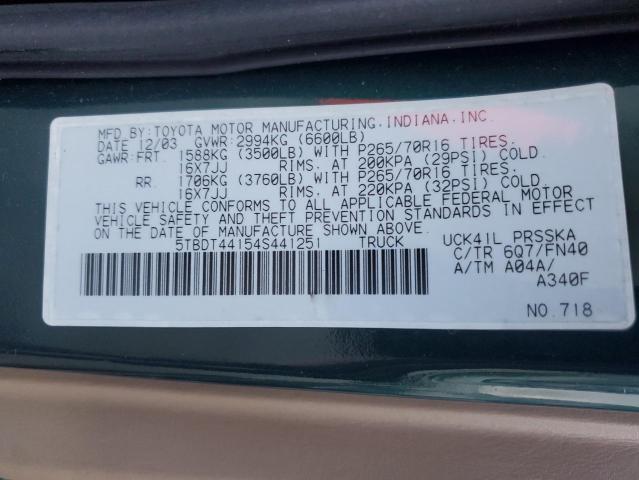 MFD. BY: TOYOTA MOTOR MANUFACTURING, INDIANA, INC.
DATE 12/03 GVWR: 2994KG (6600LB)
GAWR: FRT. 1588KG (3500LB) WITH P265/70R16 TIRES.
16X7JJ RIMS. AT 200KPA (29PSI) COLD.
RR. 1706KG (3760LB) WITH P265/70R16 TIRES.
16X7JJ RIMS. AT 220KPA (32PSI) COLD.
THIS VEHICLE CONFORMS TO ALL APPLICABLE FEDERAL MOTOR
VEHICLE SAFETY AND THEFT PREVENTION STANDARDS IN EFFECT
ON THE DATE OF MANUFACTURE SHOWN ABOVE.
5TBDT44154S441251 TRUCK UCK41L PRSSKA
C/TR 6Q7/FN40
A/TM A04A/
A340F
NO.718